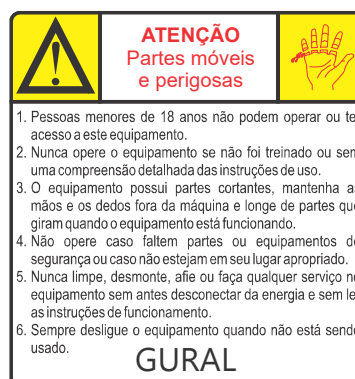 ATENÇÃO
Partes móveis
e perigosas
1. Pessoas menores de 18 anos não podem operar ou te
acesso a este equipamento.
2. Nunca opere o equipamento se não foi treinado ou sem
uma compreensão detalhada das instruções de uso.
3. O equipamento possui partes cortantes, mantenha as
mãos e os dedos fora da máquina e longe de partes que
giram quando o equipamento está funcionando.
4. Não opere caso faltem partes ou equipamentos de
segurança ou caso não estejam em seu lugar apropriado.
5. Nunca limpe, desmonte, afie ou faça qualquer serviço no
equipamento sem antes desconectar da energia e sem le
as instruções de funcionamento.
6. Sempre desligue o equipamento quando não está sendo
usado.
GURAL